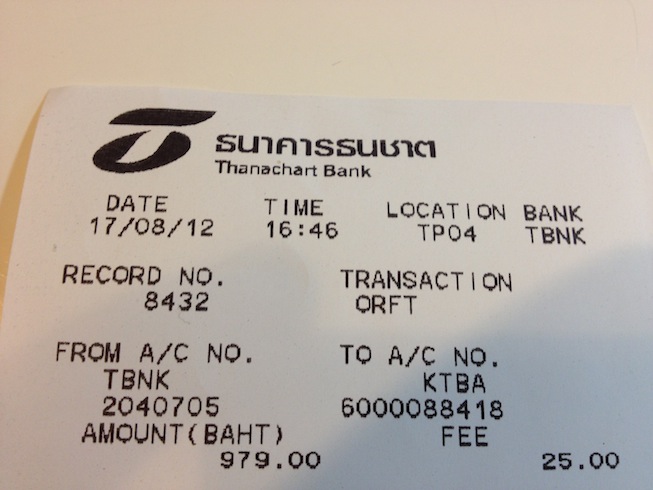 ธนาคารธนชาต
Thanachart Bank
DATE TIME LOCATION BANK
17/08/12 16:46 TP04 TBNK
RECORD NO. TRANSACTION
8432 ORFT
FROM A/C NO. TO A/C NO.
TBNK KTBA
2040705 6000088418
AMOUNT(BAHT) FEE
979.00 25.00